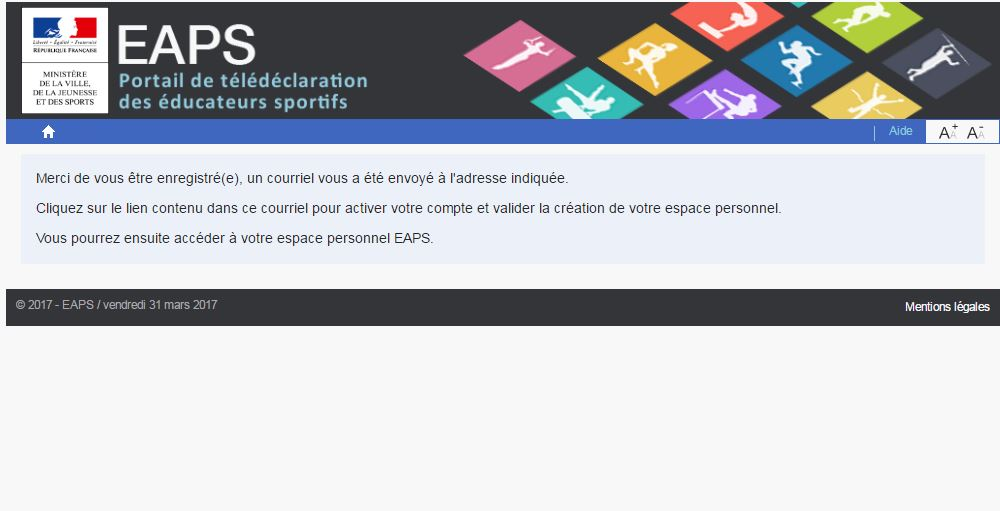 Liberté • Égalité • Fraternité
RÉPUBLIQUE FRANÇAISE
MINISTÈRE
DE LA VILLE,
DE LA JEUNESSE
ET DES SPORTS
EAPS
Portail de télédéclaration
des éducateurs sportifs
Aide
A+A A-A
Merci de vous être enregistré(e), un courriel vous a été envoyé à l'adresse indiquée.
Cliquez sur le lien contenu dans ce courriel pour activer votre compte et valider la création de votre espace personnel.
Vous pourrez ensuite accéder à votre espace personnel EAPS.
© 2017 - EAPS / vendredi 31 mars 2017
Mentions légales